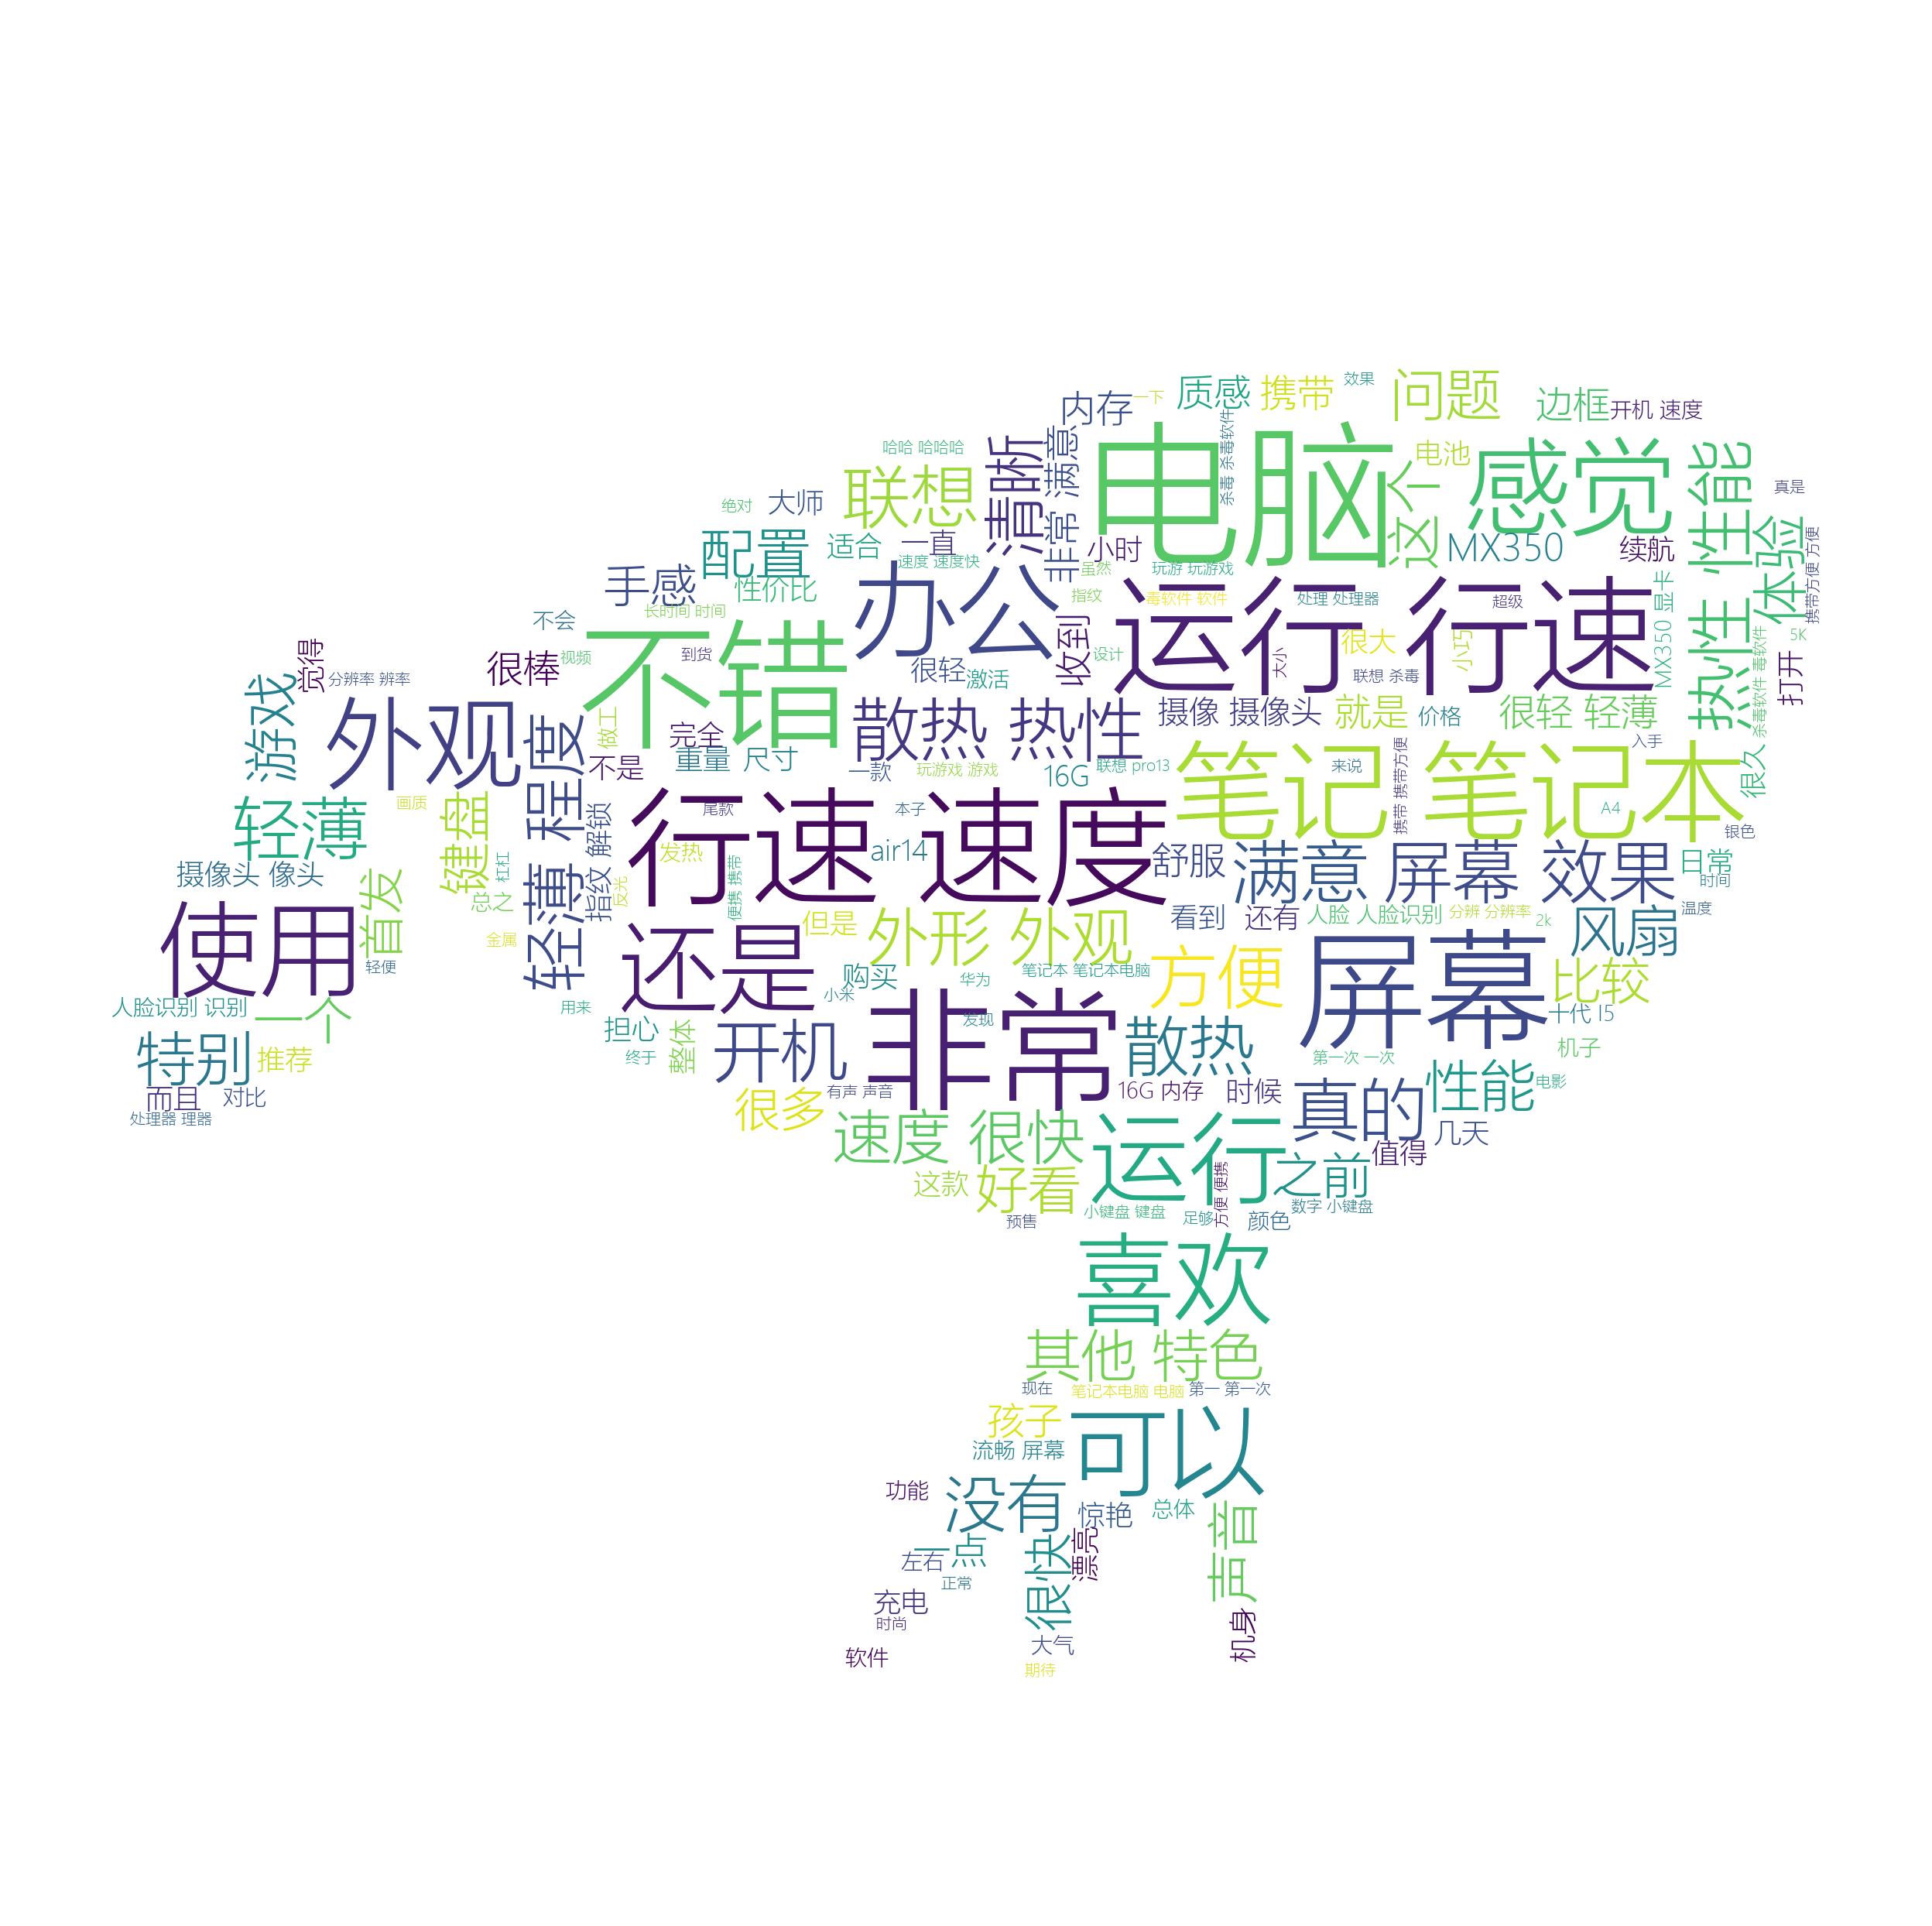 内存
一下
质感
携带
效果
问题
边框
开机 速度
哈哈 哈哈哈
联想
清晰
非常 满意
杀毒 杀毒软件
电脑
这个
电池
感觉
性能
真是
绝对
大师
配置
适合
一直
速度 速度快
小时
虽然
玩游 玩游戏
MX350
续航
体验
携带方便 方便
手感
性价比
长时间 时间
不会
办公
指纹
毒软件 软件
处理 处理器
超级
运行 行速
MX350 显卡
热性 性能
5K
觉得
分辨率 辨率
很棒
视频
不错
到货
很轻
激活
收到
设计
很大
小巧
大小
联想 杀毒
杀毒软件 毒软件
打开
游戏
外观
程度
做工
完全
不是
重量 尺寸
散热 热性
一款
玩游戏 游戏
16G
联想 pro13
摄像 摄像头
就是
价格
很轻 轻薄
入手
来说
很久
轻薄
画质
键盘
指纹 解锁
尾款
行速 速度
本子
air14
笔记 笔记本
携带 携带方便
A4
银色
摄像头 像头
首发
杠杠
总之
轻薄
发热
反光
便携 携带
舒服
满意
屏幕 效果
日常
时间
使用
金属
轻便
还是
但是
外形 外观
看到
还有
人脸 人脸识别
分辨 分辨率
2k
风扇
温度
购买
华为
笔记本 笔记本电脑
方便
屏幕
比较
人脸识别 识别
一个
用来
小米
担心
终于
整体
开机
非常
发现
散热
十代 I5
机子
第一次 一次
特别
推荐
而且
对比
处理器 理器
很多
有声 声音
16G 内存
时候
真的
性能
电影
几天
值得
速度 很快
这款
好看
预售
运行
小键盘 键盘
足够
方便 便携
之前
数字 小键盘
颜色
喜欢
其他 特色
现在
笔记本电脑 电脑
第一 第一次
孩子
流畅 屏幕
可以
功能
没有
惊艳
总体
一点
左右
正常
很快
漂亮
声音
充电
时尚
软件
大气
期待
机身